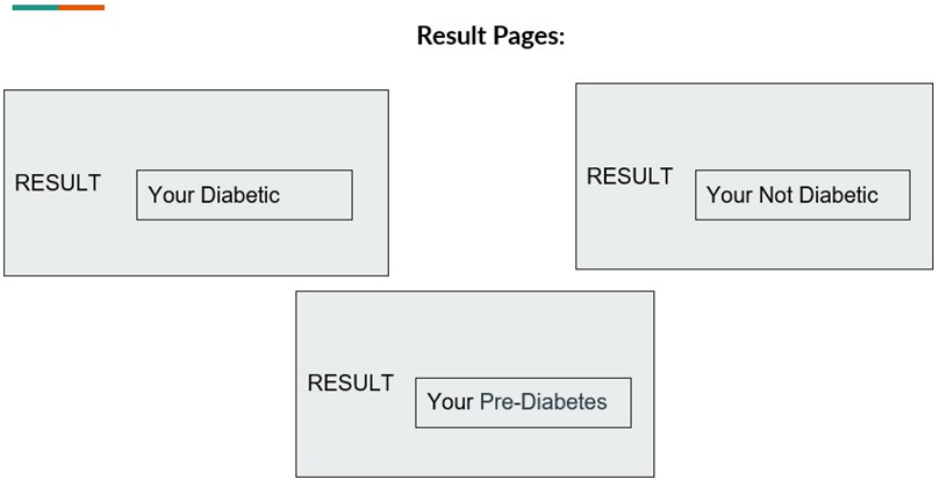 Result Pages:
RESULT
Your Diabetic
RESULT
Your Not Diabetic
RESULT
Your Pre-Diabetes